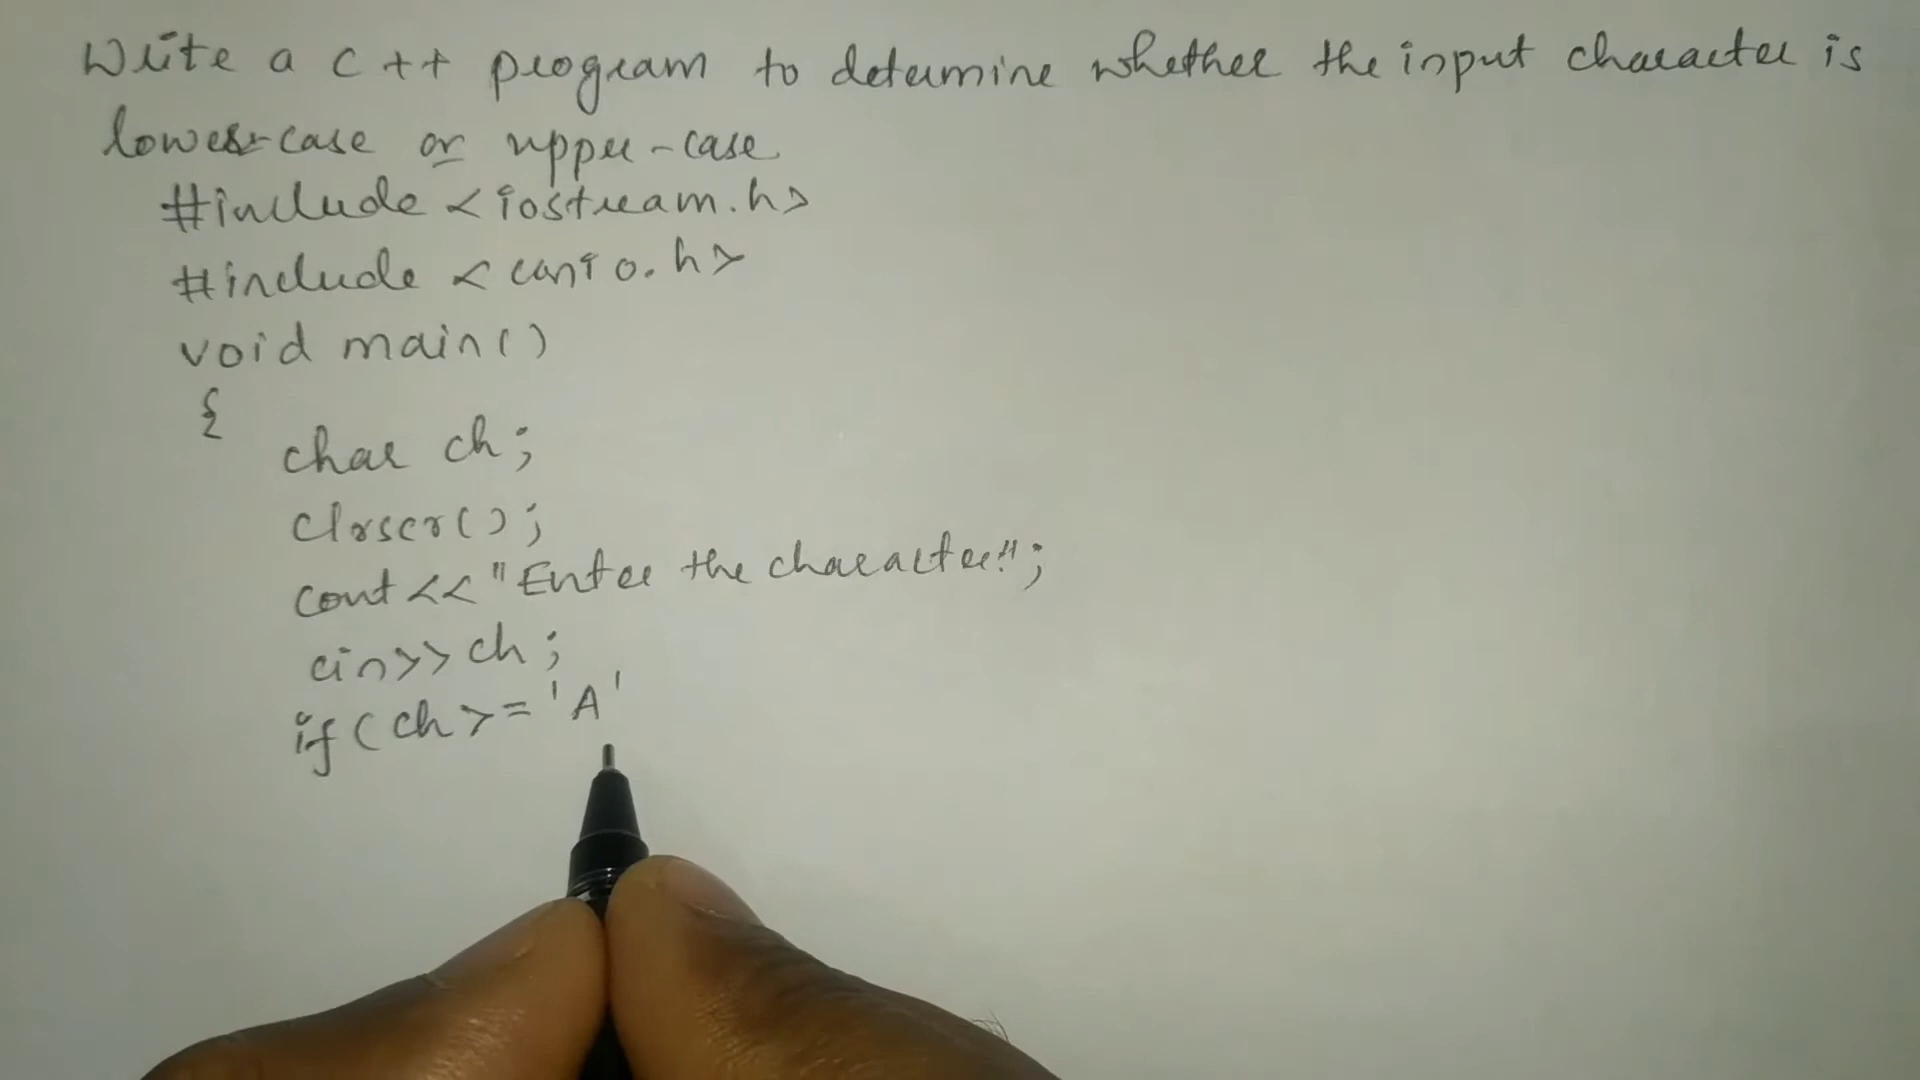 Write a C++ program to determine whether the input character is
lower-case or upper-case
#include <iostream.h>
#include <conio.h>
void main()
{
char ch;
clrscr();
cout<<"Enter the character:";
cin>>ch;
if(ch>='A'